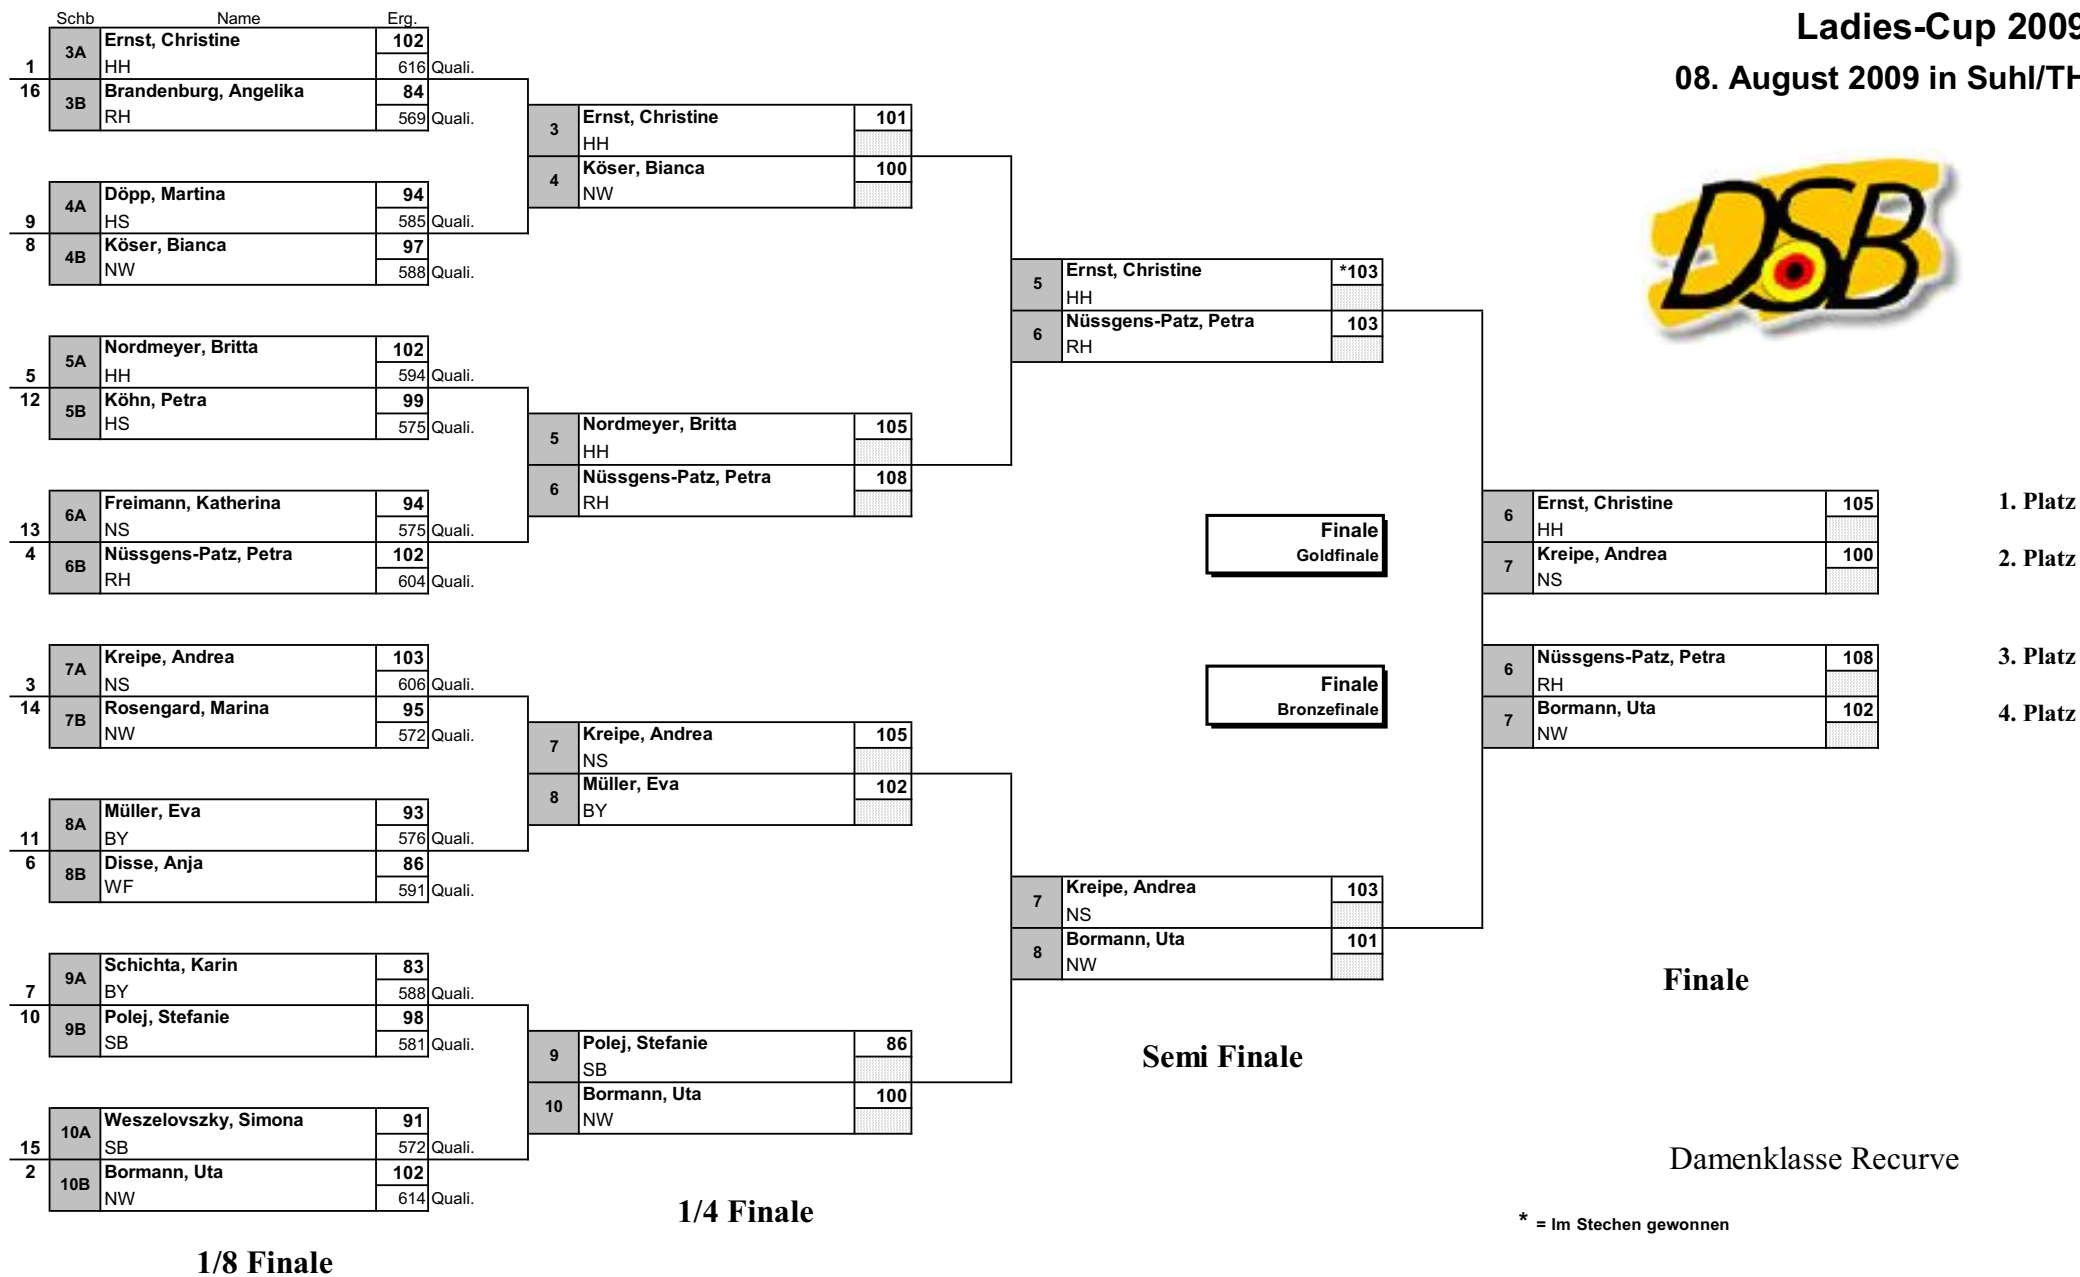 Ladies-Cup 2009
08. August 2009 in Suhl/TH
DSB
Schb Name Erg.
3A Ernst, Christine 102
1 HH 616 Quali.
16 3B Brandenburg, Angelika 84
RH 569 Quali.
4A Döpp, Martina 94
9 HS 585 Quali.
8 4B Köser, Bianca 97
NW 588 Quali.
5A Nordmeyer, Britta 102
5 HH 594 Quali.
12 5B Köhn, Petra 99
HS 575 Quali.
6A Freimann, Katherina 94
13 NS 575 Quali.
4 6B Nüssgens-Patz, Petra 102
RH 604 Quali.
7A Kreipe, Andrea 103
3 NS 606 Quali.
14 7B Rosengard, Marina 95
NW 572 Quali.
8A Müller, Eva 93
11 BY 576 Quali.
6 8B Disse, Anja 86
WF 591 Quali.
9A Schichta, Karin 83
7 BY 588 Quali.
10 9B Polej, Stefanie 98
SB 581 Quali.
10A Weszelovszky, Simona 91
15 SB 572 Quali.
2 10B Bormann, Uta 102
NW 614 Quali.
1/8 Finale
3 Ernst, Christine 101
HH
4 Köser, Bianca 100
NW
5 Nordmeyer, Britta 105
HH
6 Nüssgens-Patz, Petra 108
RH
7 Kreipe, Andrea 105
NS
8 Müller, Eva 102
BY
9 Polej, Stefanie 86
SB
10 Bormann, Uta 100
NW
1/4 Finale
5 Ernst, Christine *103
HH
6 Nüssgens-Patz, Petra 103
RH
7 Kreipe, Andrea 103
NS
8 Bormann, Uta 101
NW
Semi Finale
Finale
Goldfinale
6 Ernst, Christine 105 1. Platz
HH
7 Kreipe, Andrea 100 2. Platz
NS
Finale
Bronzefinale
6 Nüssgens-Patz, Petra 108 3. Platz
RH
7 Bormann, Uta 102 4. Platz
NW
Finale
Damenklasse Recurve
* = Im Stechen gewonnen